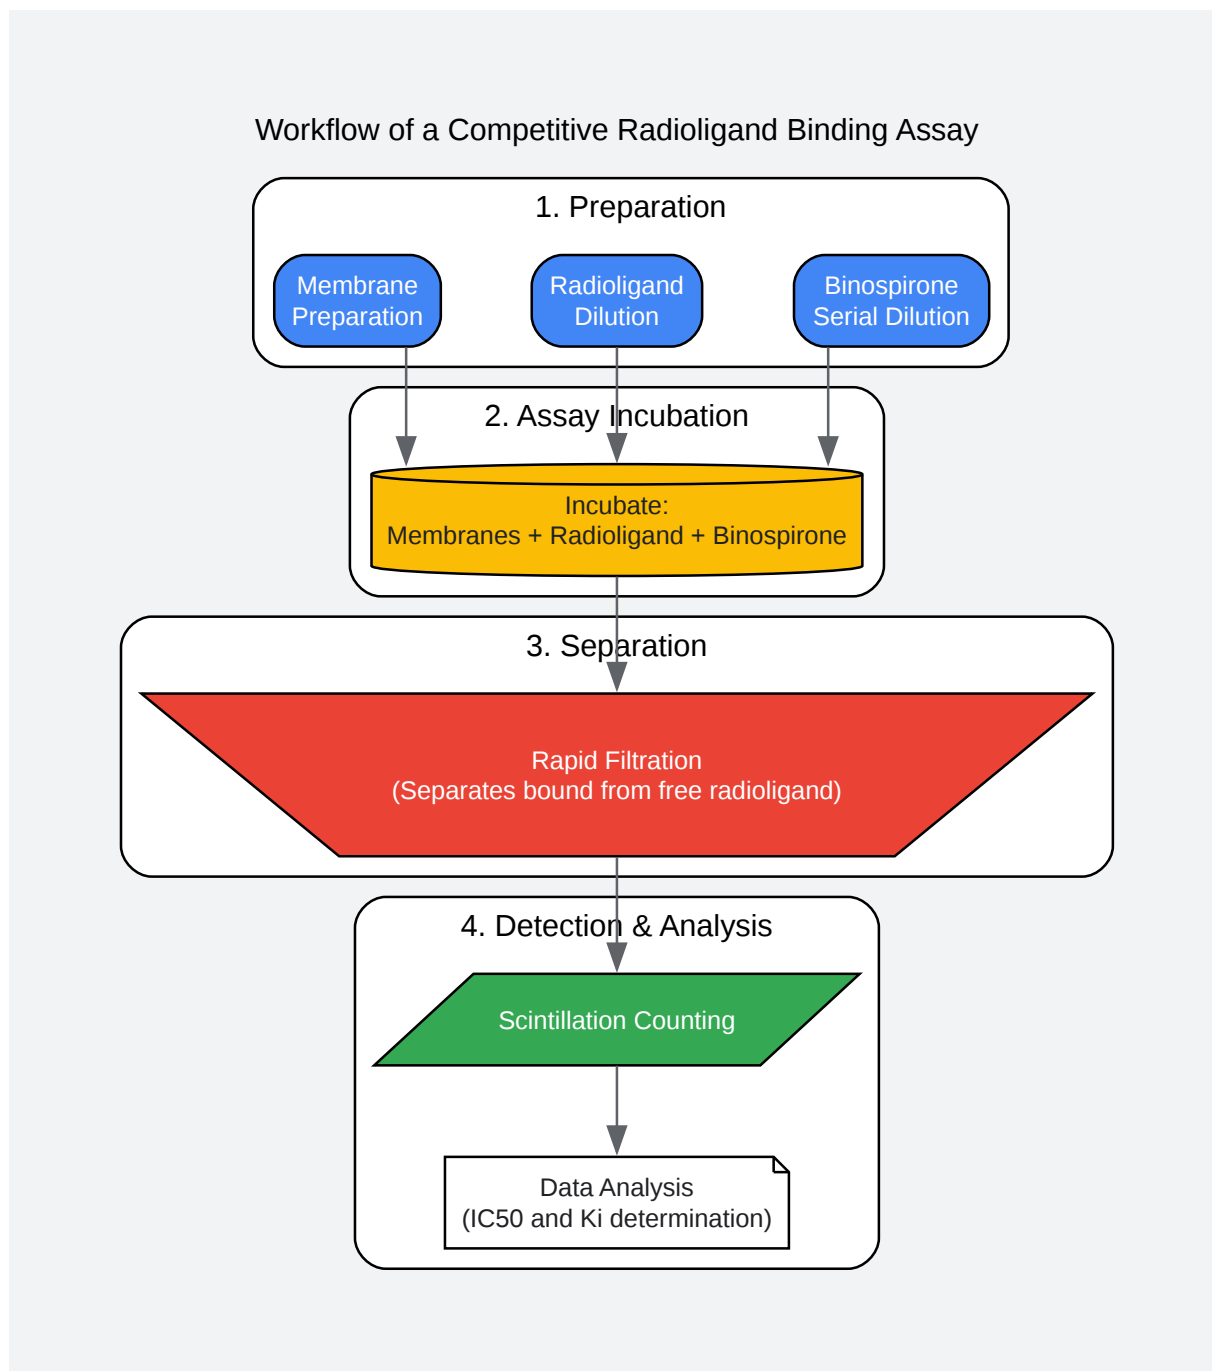 Workflow of a Competitive Radioligand Binding Assay
1. Preparation
Membrane
Preparation
Radioligand
Dilution
Binospirone
Serial Dilution
2. Assay Incubation
Incubate:
Membranes + Radioligand + Binospirone
3. Separation
Rapid Filtration
(Separates bound from free radioligand)
4. Detection & Analysis
Scintillation Counting
Data Analysis
(IC50 and Ki determination)